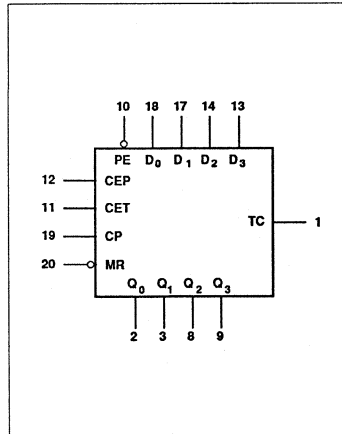 10 18 17 14 13
PE D0 D1 D2 D3
12 CEP
11 CET
TC 1
19 CP
20 MR
Q0 Q1 Q2 Q3
2 3 8 9